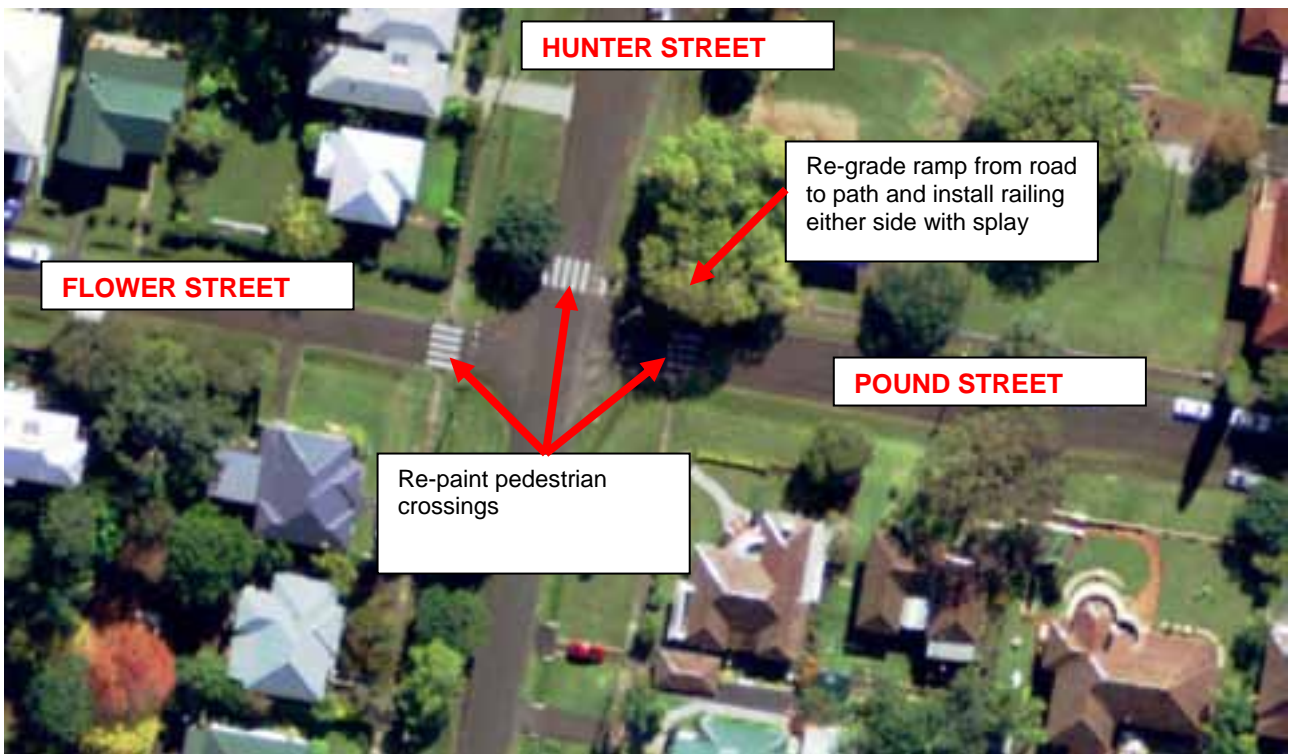 HUNTER STREET
Re-grade ramp from road
to path and install railing
either side with splay
FLOWER STREET
POUND STREET
Re-paint pedestrian
crossings